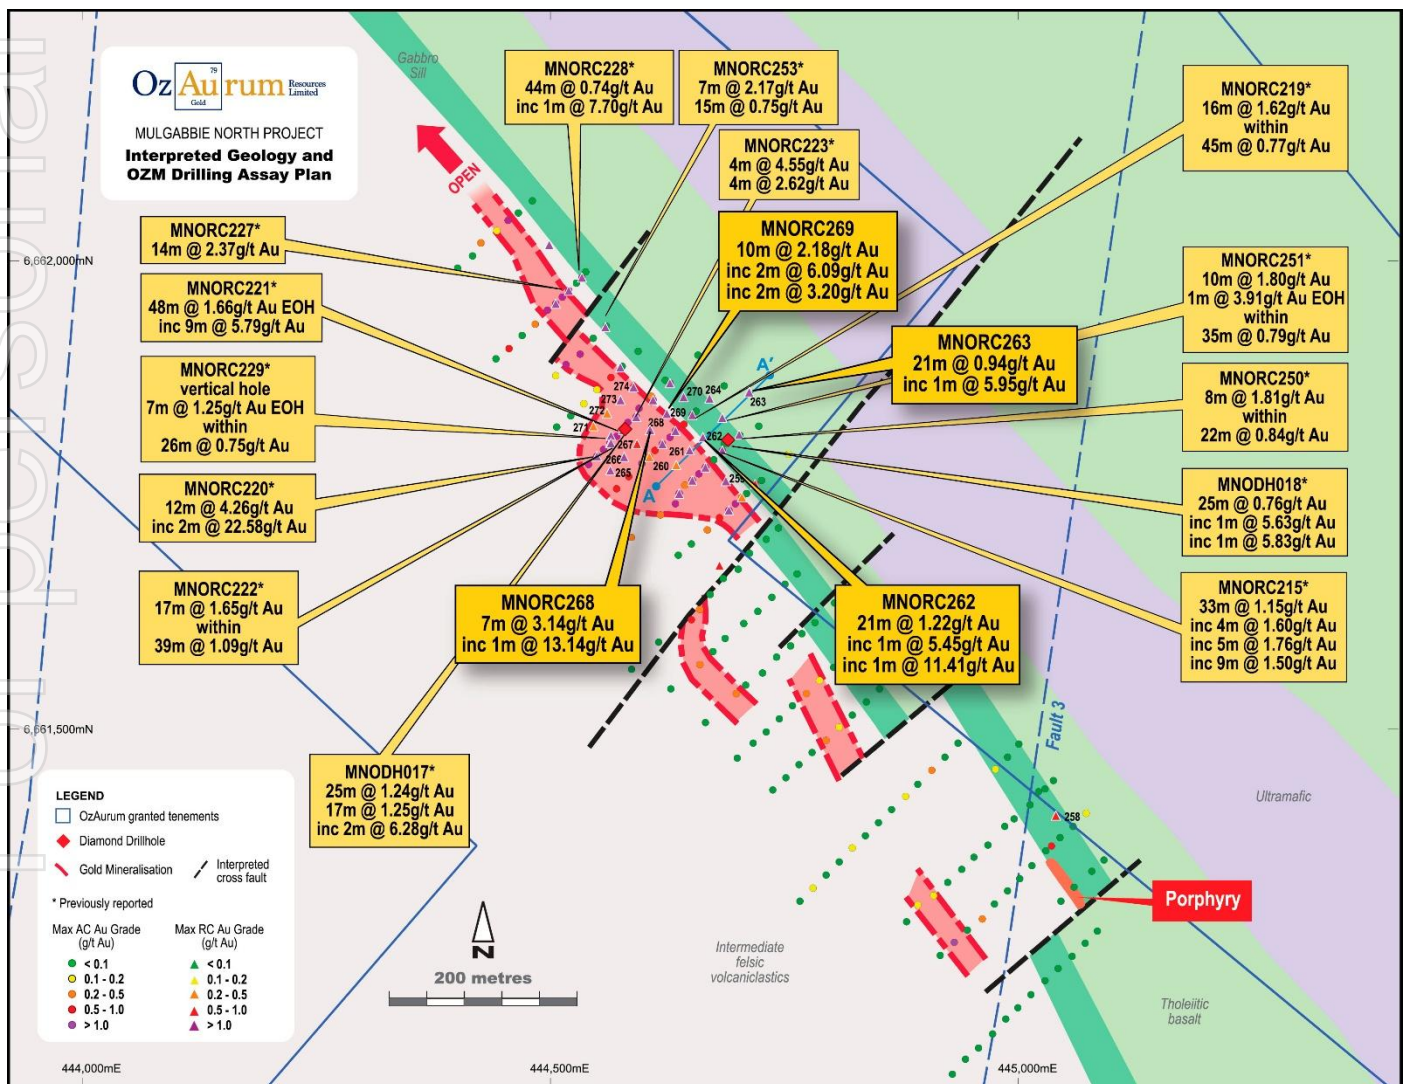 For personal use only
79
Oz Au rum Resources Limited
Gold
MULGABBIE NORTH PROJECT
Interpreted Geology and
OZM Drilling Assay Plan
Gabbro
Sill
OPEN
MNORC228*
44m @ 0.74g/t Au
inc 1m @ 7.70g/t Au
MNORC253*
7m @ 2.17g/t Au
15m @ 0.75g/t Au
MNORC223*
4m @ 4.55g/t Au
4m @ 2.62g/t Au
MNORC219*
16m @ 1.62g/t Au
within
45m @ 0.77g/t Au
MNORC269
10m @ 2.18g/t Au
inc 2m @ 6.09g/t Au
inc 2m @ 3.20g/t Au
MNORC227*
14m @ 2.37g/t Au
6,662,000mN
MNORC221*
48m @ 1.66g/t Au EOH
inc 9m @ 5.79g/t Au
MNORC251*
10m @ 1.80g/t Au
1m @ 3.91g/t Au EOH
within
35m @ 0.79g/t Au
MNORC263
21m @ 0.94g/t Au
inc 1m @ 5.95g/t Au
MNORC229*
vertical hole
7m @ 1.25g/t Au EOH
within
26m @ 0.75g/t Au
MNORC250*
8m @ 1.81g/t Au
within
22m @ 0.84g/t Au
A'
274
273
272
271
270
264
263
269
268
267
266
265
262
261
260
259
A
MNORC220*
12m @ 4.26g/t Au
inc 2m @ 22.58g/t Au
MNODH018*
25m @ 0.76g/t Au
inc 1m @ 5.63g/t Au
inc 1m @ 5.83g/t Au
MNORC222*
17m @ 1.65g/t Au
within
39m @ 1.09g/t Au
MNORC268
7m @ 3.14g/t Au
inc 1m @ 13.14g/t Au
MNORC262
21m @ 1.22g/t Au
inc 1m @ 5.45g/t Au
inc 1m @ 11.41g/t Au
MNORC215*
33m @ 1.15g/t Au
inc 4m @ 1.60g/t Au
inc 5m @ 1.76g/t Au
inc 9m @ 1.50g/t Au
6,661,500mN
Fault 3
MNODH017*
25m @ 1.24g/t Au
17m @ 1.25g/t Au
inc 2m @ 6.28g/t Au
Ultramafic
258
Porphyry
LEGEND
OzAurum granted tenements
Diamond Drillhole
Gold Mineralisation
Interpreted
cross fault
* Previously reported
Max AC Au Grade
(g/t Au)
< 0.1
0.1 - 0.2
0.2 - 0.5
0.5 - 1.0
> 1.0
Max RC Au Grade
(g/t Au)
< 0.1
0.1 - 0.2
0.2 - 0.5
0.5 - 1.0
> 1.0
N
200 metres
Intermediate
felsic
volcaniclastics
Tholeiitic
basalt
444,000mE
444,500mE
445,000mE